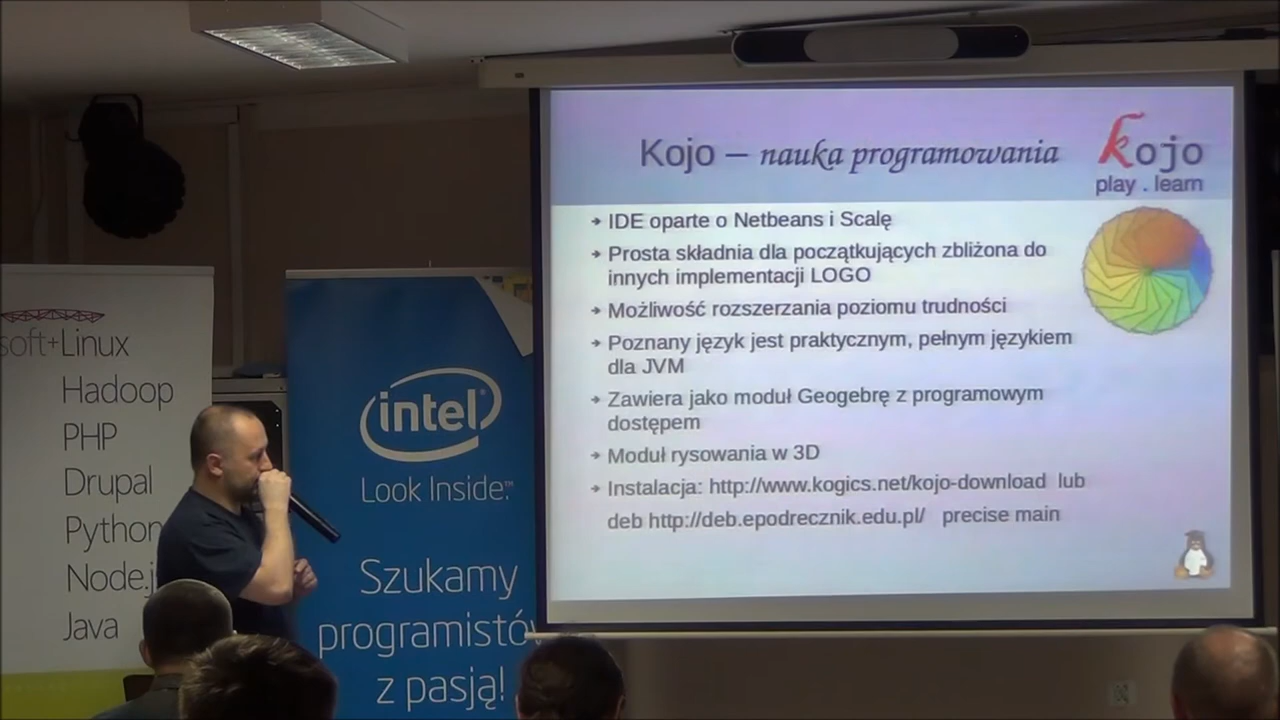 Kojo – nauka programowania
kojo
play . learn
→ IDE oparte o Netbeans i Scalę
→ Prosta składnia dla początkujących zbliżona do
innych implementacji LOGO
→ Możliwość rozszerzania poziomu trudności
→ Poznany język jest praktycznym, pełnym językiem
dla JVM
→ Zawiera jako moduł Geogebrę z programowym
dostępem
→ Moduł rysowania w 3D
→ Instalacja: http://www.kogics.net/kojo-download lub
deb http://deb.epodrecznik.edu.pl/ precise main
soft+Linux
Hadoop
PHP
Drupal
Python
Node.j
Java
intel
Look Inside.™
Szukamy
programistów
z pasją!